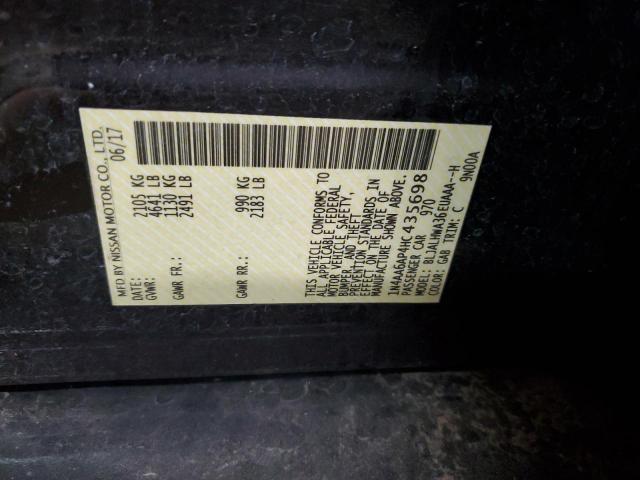 MFD BY NISSAN MOTOR CO., LTD.
DATE: 06/17
GVWR: 2105 KG
4641 LB
GAWR FR: 1130 KG
2491 LB
GAWR RR: 990 KG
2183 LB
THIS VEHICLE CONFORMS TO
ALL APPLICABLE FEDERAL
MOTOR VEHICLE SAFETY,
BUMPER, AND THEFT
PREVENTION STANDARDS IN
EFFECT ON THE DATE OF
MANUFACTURE SHOWN ABOVE.
1N4AA6AP4HC435698
PASSENGER CAR 970
MODEL: BLJALHWA36EUAAA--H
COLOR: GAB TRIM: C 9N00A